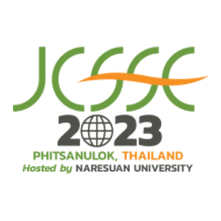 JCSSE
2023
PHITSANULOK, THAILAND
Hosted by NARESUAN UNIVERSITY